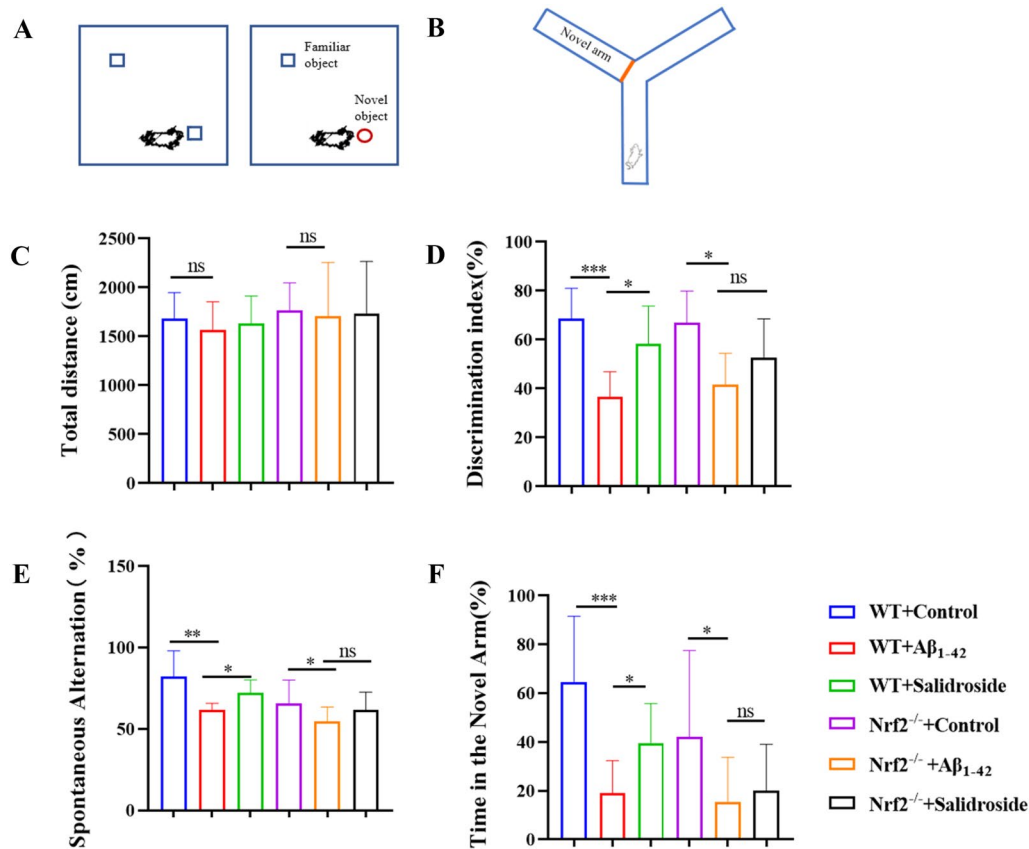 A
Familiar
object
Novel
object
B
Novel arm
C
Total distance (cm)
2500
2000
1500
1000
500
0
ns
ns
D
Discrimination index(%)
100
80
60
40
20
0
***
*
*
ns
E
Spontaneous Alternation ( % )
150
100
50
0
**
*
*
ns
F
Time in the Novel Arm(%)
100
80
60
40
20
0
***
*
*
ns
WT+Control
WT+Aβ₁₋₄₂
WT+Salidroside
Nrf2⁻/⁻+Control
Nrf2⁻/⁻ +Aβ₁₋₄₂
Nrf2⁻/⁻+Salidroside